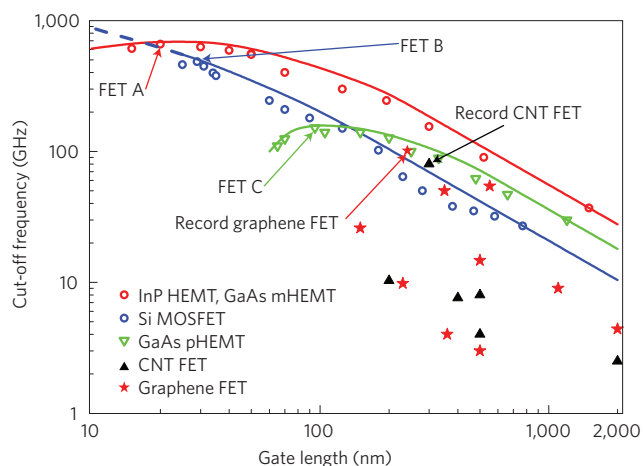 1,000
FET B
FET A
Record CNT FET
100
FET C
Record graphene FET
Cut-off frequency (GHz)
10
InP HEMT, GaAs mHEMT
Si MOSFET
GaAs pHEMT
CNT FET
Graphene FET
1
10
100
1,000
2,000
Gate length (nm)